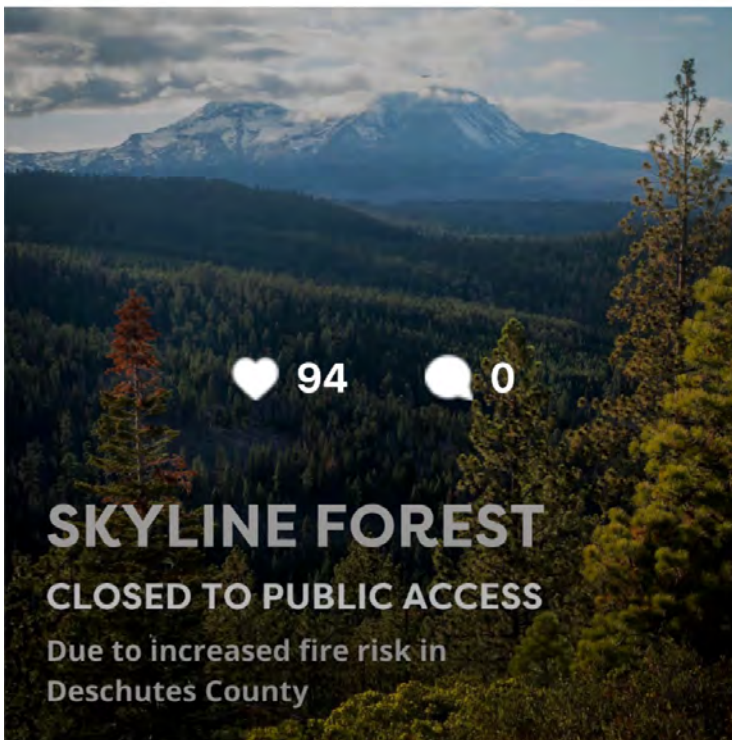 94 0
SKYLINE FOREST
CLOSED TO PUBLIC ACCESS
Due to increased fire risk in
Deschutes County